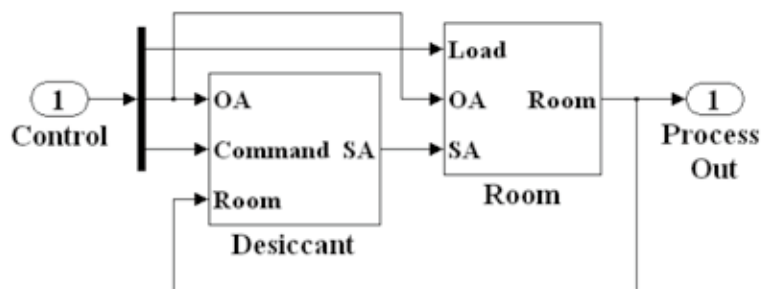 Load
1
OA
OA
Room
1
Control
Command SA
SA
Process
Out
Room
Room
Desiccant